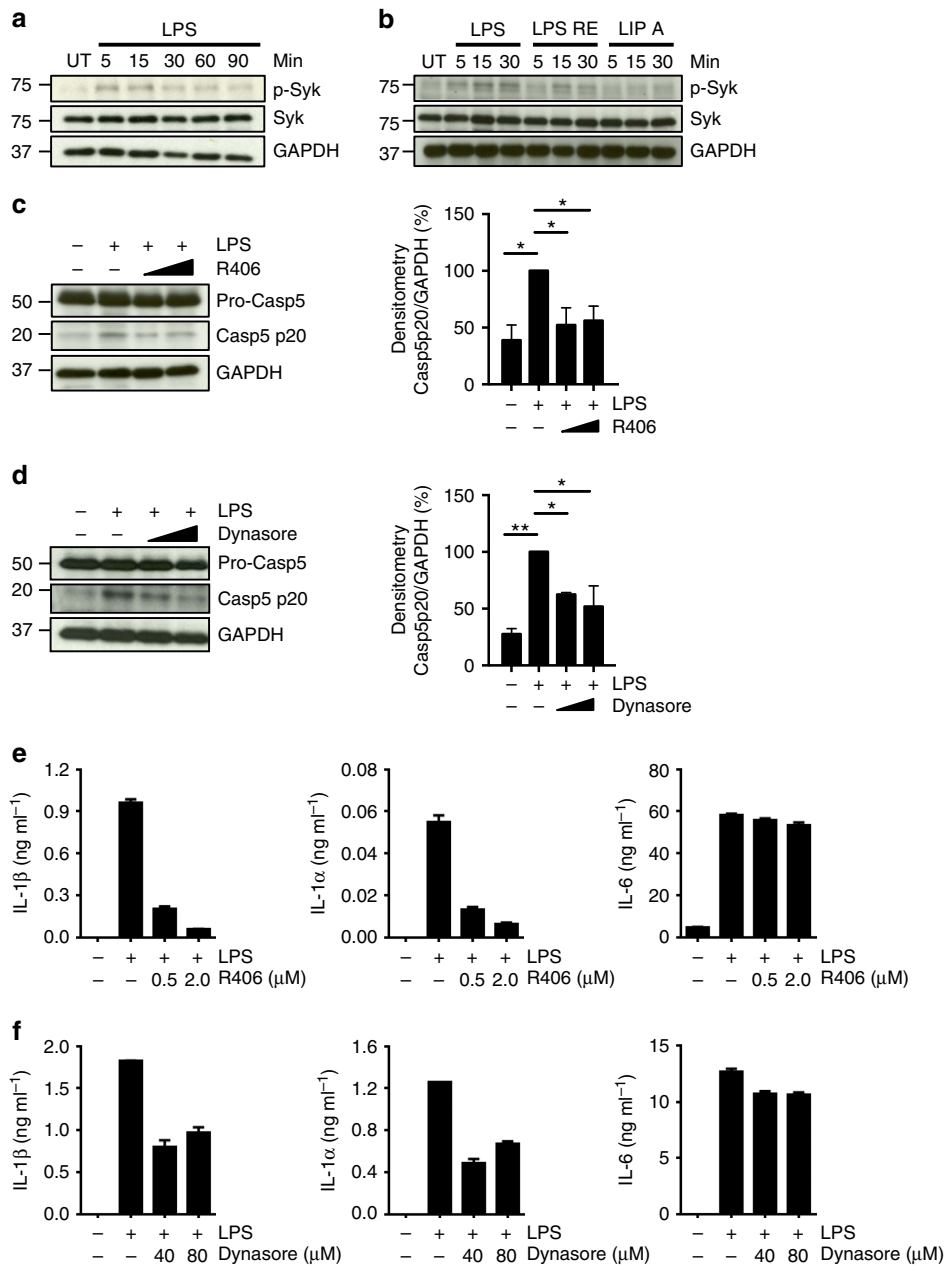 a
LPS
UT 5 15 30 60 90 Min
75 p-Syk
75 Syk
37 GAPDH
b
LPS LPS RE LIP A
UT 5 15 30 5 15 30 5 15 30 Min
75 p-Syk
75 Syk
37 GAPDH
c
– + + + LPS
– – R406
50 Pro-Casp5
20 Casp5 p20
37 GAPDH
Densitometry
Casp5p20/GAPDH (%)
150
100
50
0
* * *
– + + + LPS
– – R406
d
– + + + LPS
– – Dynasore
50 Pro-Casp5
20 Casp5 p20
37 GAPDH
Densitometry
Casp5p20/GAPDH (%)
150
100
50
0
** * *
– + + + LPS
– – Dynasore
e
IL-1β (ng ml⁻¹)
1.2
0.9
0.6
0.3
0.0
– + + + LPS
– – 0.5 2.0 R406 (μM)
IL-1α (ng ml⁻¹)
0.08
0.06
0.04
0.02
0.00
– + + + LPS
– – 0.5 2.0 R406 (μM)
IL-6 (ng ml⁻¹)
80
60
40
20
0
– + + + LPS
– – 0.5 2.0 R406 (μM)
f
IL-1β (ng ml⁻¹)
2.0
1.5
1.0
0.5
0.0
– + + + LPS
– – 40 80 Dynasore (μM)
IL-1α (ng ml⁻¹)
1.6
1.2
0.8
0.4
0.0
– + + + LPS
– – 40 80 Dynasore (μM)
IL-6 (ng ml⁻¹)
15
10
5
0
– + + + LPS
– – 40 80 Dynasore (μM)